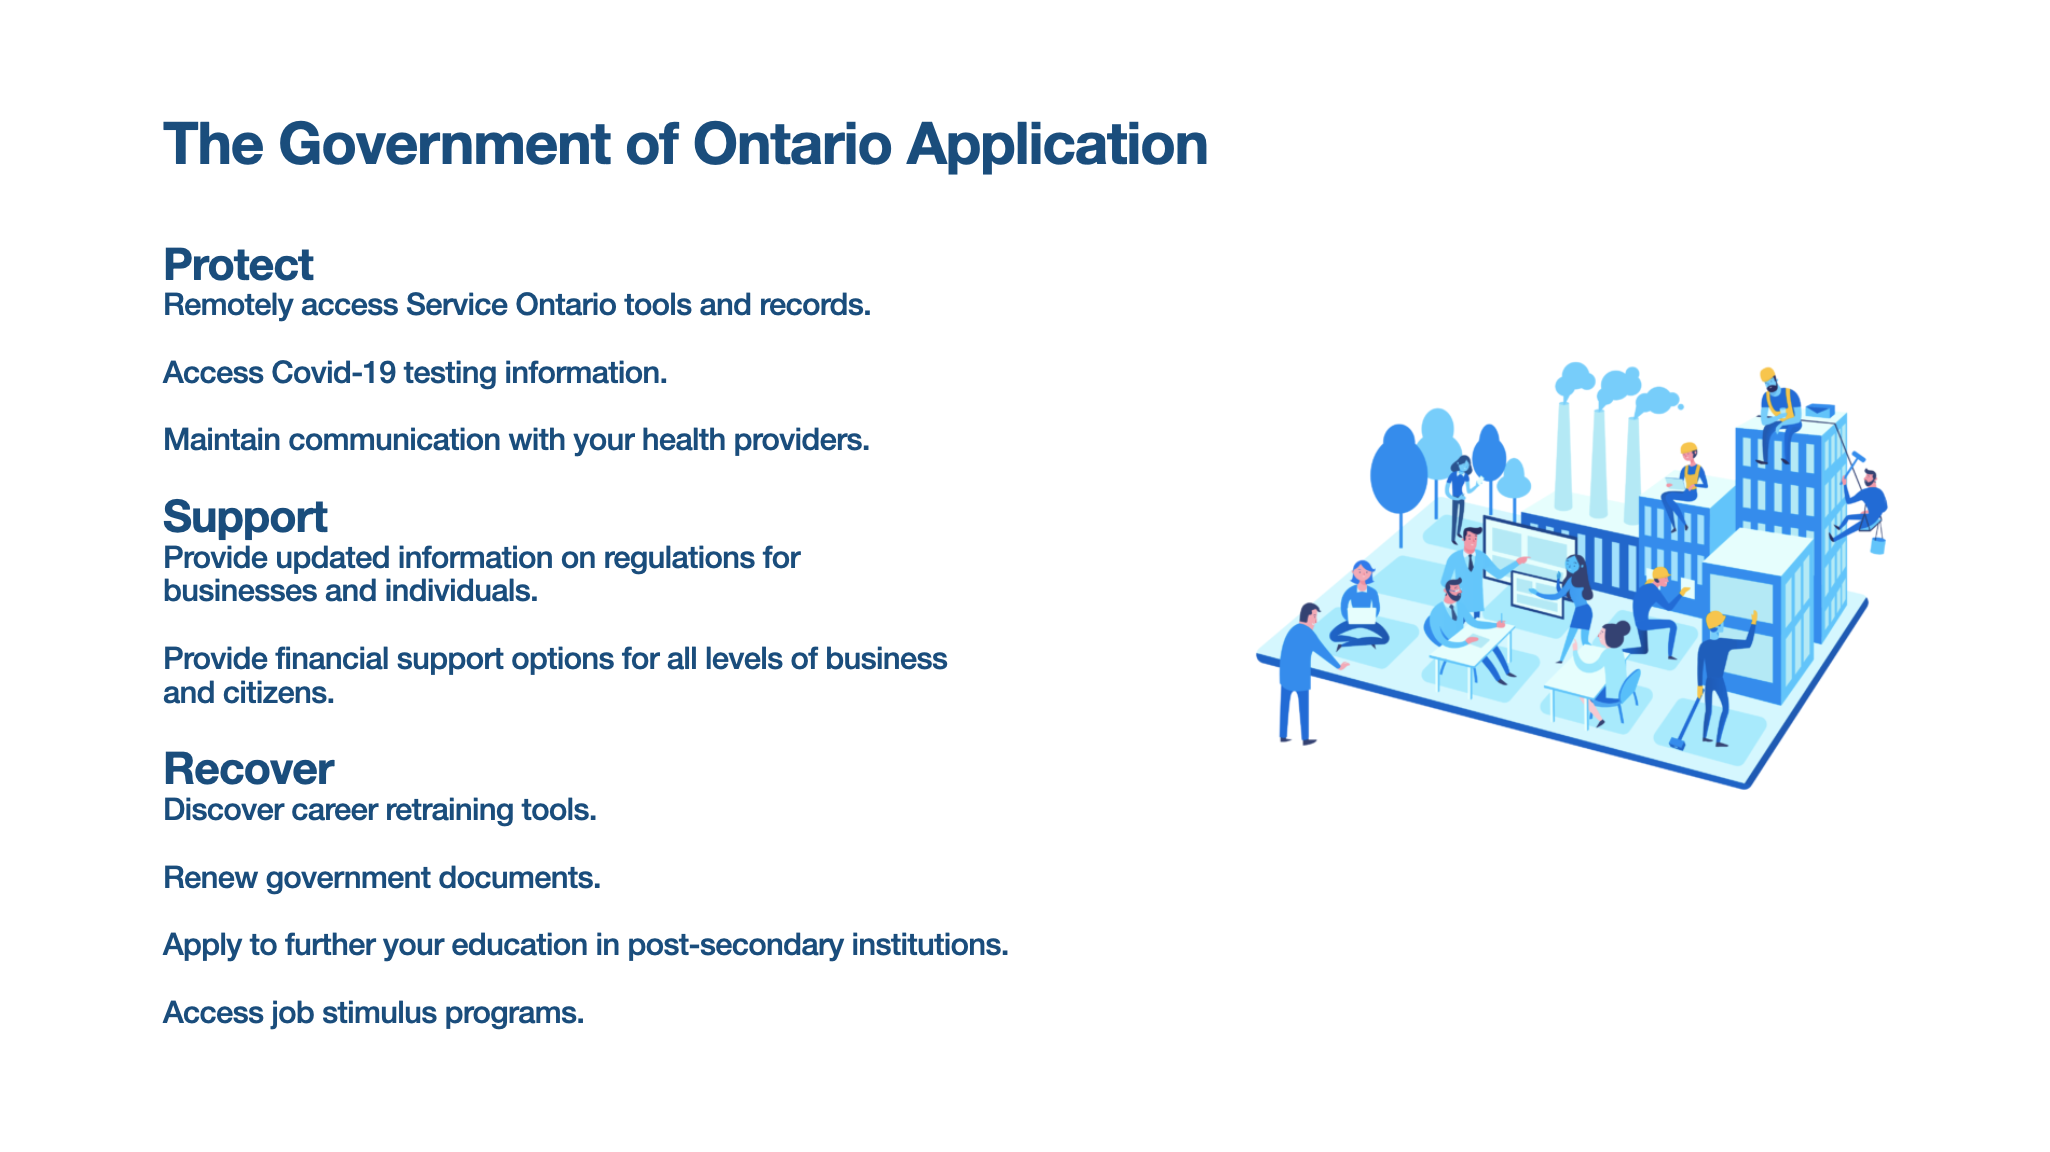 The Government of Ontario Application
Protect
Remotely access Service Ontario tools and records.
Access Covid-19 testing information.
Maintain communication with your health providers.
Support
Provide updated information on regulations for
businesses and individuals.
Provide financial support options for all levels of business
and citizens.
Recover
Discover career retraining tools.
Renew government documents.
Apply to further your education in post-secondary institutions.
Access job stimulus programs.